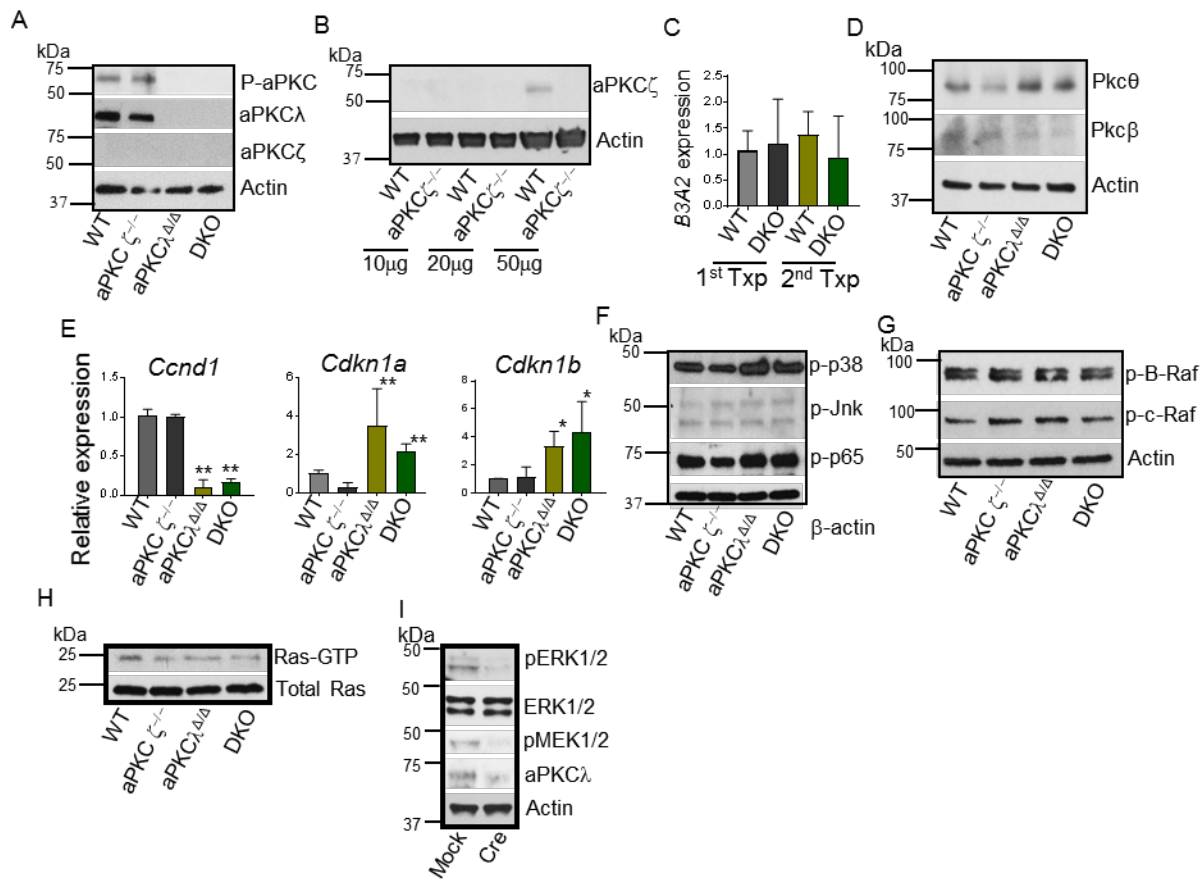 A
kDa
75
50
75
50
37
P-aPKC
aPKCλ
aPKCζ
Actin
WT
aPKC ζ−/−
aPKCλ Δ/Δ
DKO
B
kDa
75
50
37
aPKCζ
Actin
WT
aPKCζ−/−
WT
aPKCζ−/−
WT
aPKCζ−/−
10μg
20μg
50μg
C
B3A2 expression
2.5
2.0
1.5
1.0
0.5
0.0
WT
DKO
WT
DKO
1st Txp
2nd Txp
D
kDa
100
75
100
75
37
Pkcθ
Pkcβ
Actin
WT
aPKC ζ−/−
aPKCλ Δ/Δ
DKO
E
Relative expression
Ccnd1
1.5
1.0
0.5
0.0
**
**
WT
aPKC ζ−/−
aPKCλ Δ/Δ
DKO
Cdkn1a
6
4
2
0
**
**
WT
aPKC ζ−/−
aPKCλ Δ/Δ
DKO
Cdkn1b
8
6
4
2
0
*
*
WT
aPKC ζ−/−
aPKCλ Δ/Δ
DKO
F
kDa
50
50
75
37
p-p38
p-Jnk
p-p65
β-actin
WT
aPKC ζ−/−
aPKCλ Δ/Δ
DKO
G
kDa
100
100
50
p-B-Raf
p-c-Raf
Actin
WT
aPKC ζ−/−
aPKCλ Δ/Δ
DKO
H
kDa
25
25
Ras-GTP
Total Ras
WT
aPKC ζ−/−
aPKCλ Δ/Δ
DKO
I
kDa
50
50
50
75
37
pERK1/2
ERK1/2
pMEK1/2
aPKCλ
Actin
Mock
Cre